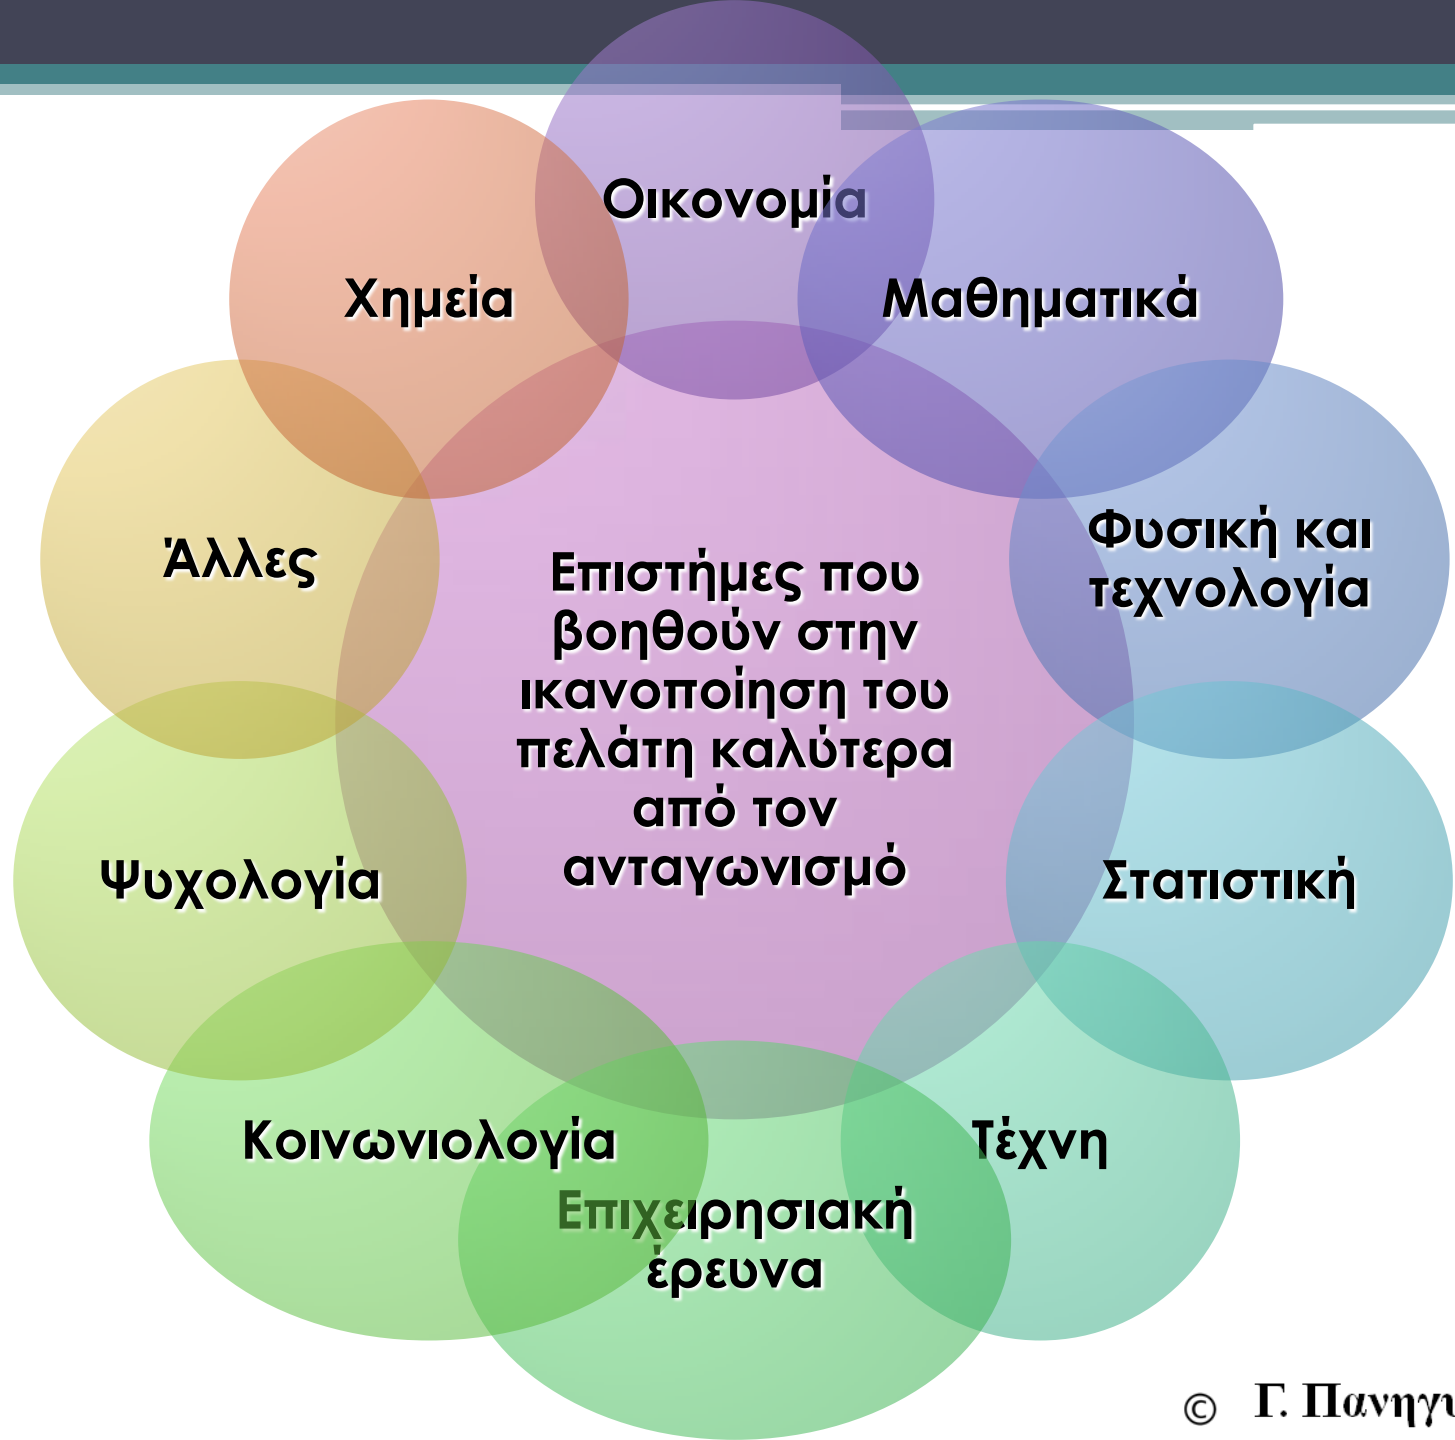 Οικονομία
Μαθηματικά
Φυσική και
τεχνολογία
Στατιστική
Τέχνη
Επιχειρησιακή
έρευνα
Κοινωνιολογία
Ψυχολογία
Άλλες
Χημεία
Επιστήμες που
βοηθούν στην
ικανοποίηση του
πελάτη καλύτερα
από τον
ανταγωνισμό
© Γ.